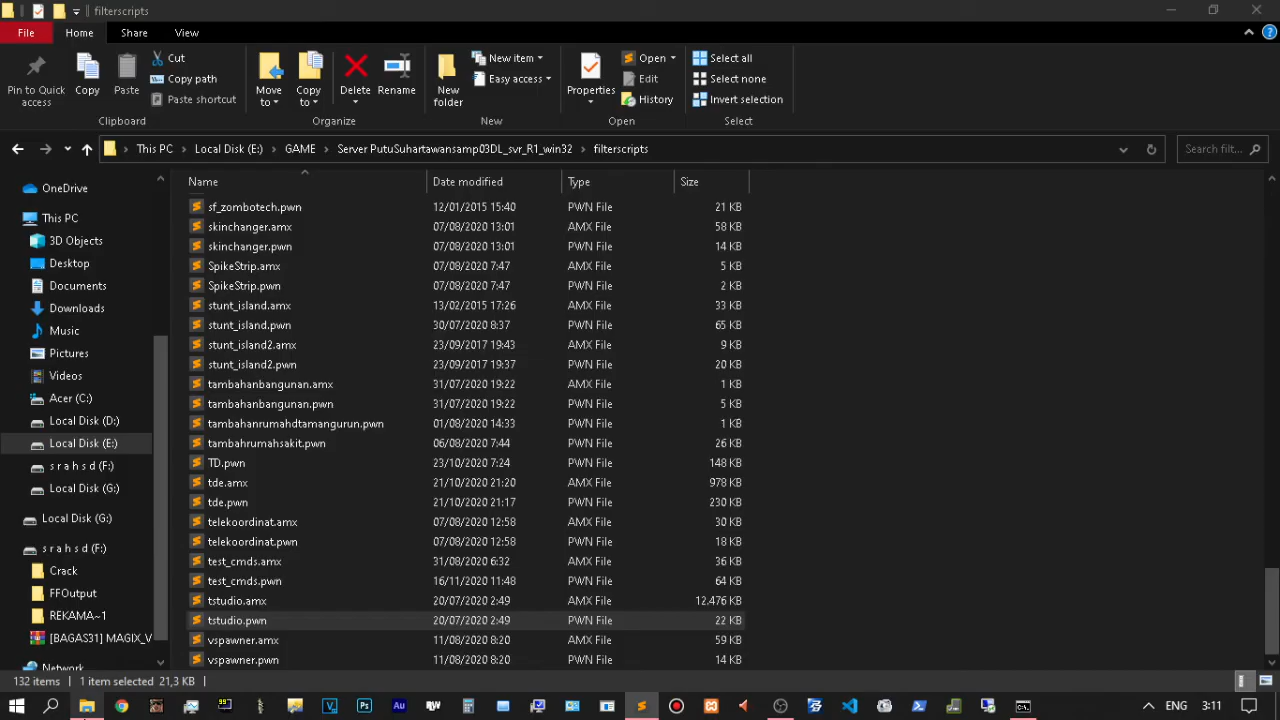 filterscripts
File Home Share View
Pin to Quick access
Copy
Paste
Cut
Copy path
Paste shortcut
Clipboard
Move to
Copy to
Delete
Rename
Organize
New folder
New item
Easy access
New
Properties
Open
Edit
History
Open
Select all
Select none
Invert selection
Select
This PC Local Disk (E:) GAME Server PutuSuhartawansamp03DL_svr_R1_win32 filterscripts Search filt...
OneDrive
This PC
3D Objects
Desktop
Documents
Downloads
Music
Pictures
Videos
Acer (C:)
Local Disk (D:)
Local Disk (E:)
s r a h s d (F:)
Local Disk (G:)
Local Disk (G:)
s r a h s d (F:)
Crack
FFOutput
REKAMA~1
[BAGAS31] MAGIX_V
Network
Name Date modified Type Size
sf_zombotech.pwn 12/01/2015 15:40 PWN File 21 KB
skinchanger.amx 07/08/2020 13:01 AMX File 58 KB
skinchanger.pwn 07/08/2020 13:01 PWN File 14 KB
SpikeStrip.amx 07/08/2020 7:47 AMX File 5 KB
SpikeStrip.pwn 07/08/2020 7:47 PWN File 2 KB
stunt_island.amx 13/02/2015 17:26 AMX File 33 KB
stunt_island.pwn 30/07/2020 8:37 PWN File 65 KB
stunt_island2.amx 23/09/2017 19:43 AMX File 9 KB
stunt_island2.pwn 23/09/2017 19:37 PWN File 20 KB
tambahanbangunan.amx 31/07/2020 19:22 AMX File 1 KB
tambahanbangunan.pwn 31/07/2020 19:22 PWN File 5 KB
tambahanrumahdtamangurun.pwn 01/08/2020 14:33 PWN File 1 KB
tambahrumahsakit.pwn 06/08/2020 7:44 PWN File 26 KB
TD.pwn 23/10/2020 7:24 PWN File 148 KB
tde.amx 21/10/2020 21:20 AMX File 978 KB
tde.pwn 21/10/2020 21:17 PWN File 230 KB
telekoordinat.amx 07/08/2020 12:58 AMX File 30 KB
telekoordinat.pwn 07/08/2020 12:58 PWN File 18 KB
test_cmds.amx 31/08/2020 6:32 AMX File 36 KB
test_cmds.pwn 16/11/2020 11:48 PWN File 64 KB
tstudio.amx 20/07/2020 2:49 AMX File 12.476 KB
tstudio.pwn 20/07/2020 2:49 PWN File 22 KB
vspawner.amx 11/08/2020 8:20 AMX File 59 KB
vspawner.pwn 11/08/2020 8:20 PWN File 14 KB
132 items 1 item selected 21,3 KB
ENG 3:11